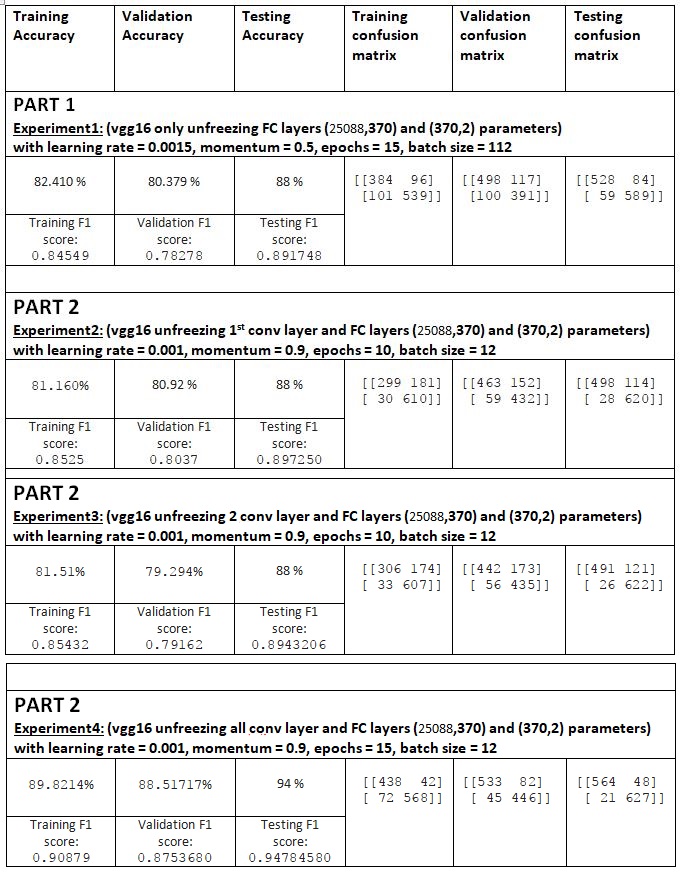 Training Accuracy
Validation Accuracy
Testing Accuracy
Training confusion matrix
Validation confusion matrix
Testing confusion matrix
PART 1
Experiment1: (vgg16 only unfreezing FC layers (25088,370) and (370,2) parameters)
with learning rate = 0.0015, momentum = 0.5, epochs = 15, batch size = 112
82.410 %
80.379 %
88 %
[[384 96]
[101 539]]
[[498 117]
[100 391]]
[[528 84]
[ 59 589]]
Training F1 score: 0.84549
Validation F1 score: 0.78278
Testing F1 score: 0.891748
PART 2
Experiment2: (vgg16 unfreezing 1st conv layer and FC layers (25088,370) and (370,2) parameters)
with learning rate = 0.001, momentum = 0.9, epochs = 10, batch size = 12
81.160%
80.92 %
88 %
[[299 181]
[ 30 610]]
[[463 152]
[ 59 432]]
[[498 114]
[ 28 620]]
Training F1 score: 0.8525
Validation F1 score: 0.8037
Testing F1 score: 0.897250
PART 2
Experiment3: (vgg16 unfreezing 2 conv layer and FC layers (25088,370) and (370,2) parameters)
with learning rate = 0.001, momentum = 0.9, epochs = 10, batch size = 12
81.51%
79.294%
88 %
[[306 174]
[ 33 607]]
[[442 173]
[ 56 435]]
[[491 121]
[ 26 622]]
Training F1 score: 0.85432
Validation F1 score: 0.79162
Testing F1 score: 0.8943206
PART 2
Experiment4: (vgg16 unfreezing all conv layer and FC layers (25088,370) and (370,2) parameters)
with learning rate = 0.001, momentum = 0.9, epochs = 15, batch size = 12
89.8214%
88.51717%
94 %
[[438 42]
[ 72 568]]
[[533 82]
[ 45 446]]
[[564 48]
[ 21 627]]
Training F1 score: 0.90879
Validation F1 score: 0.8753680
Testing F1 score: 0.94784580